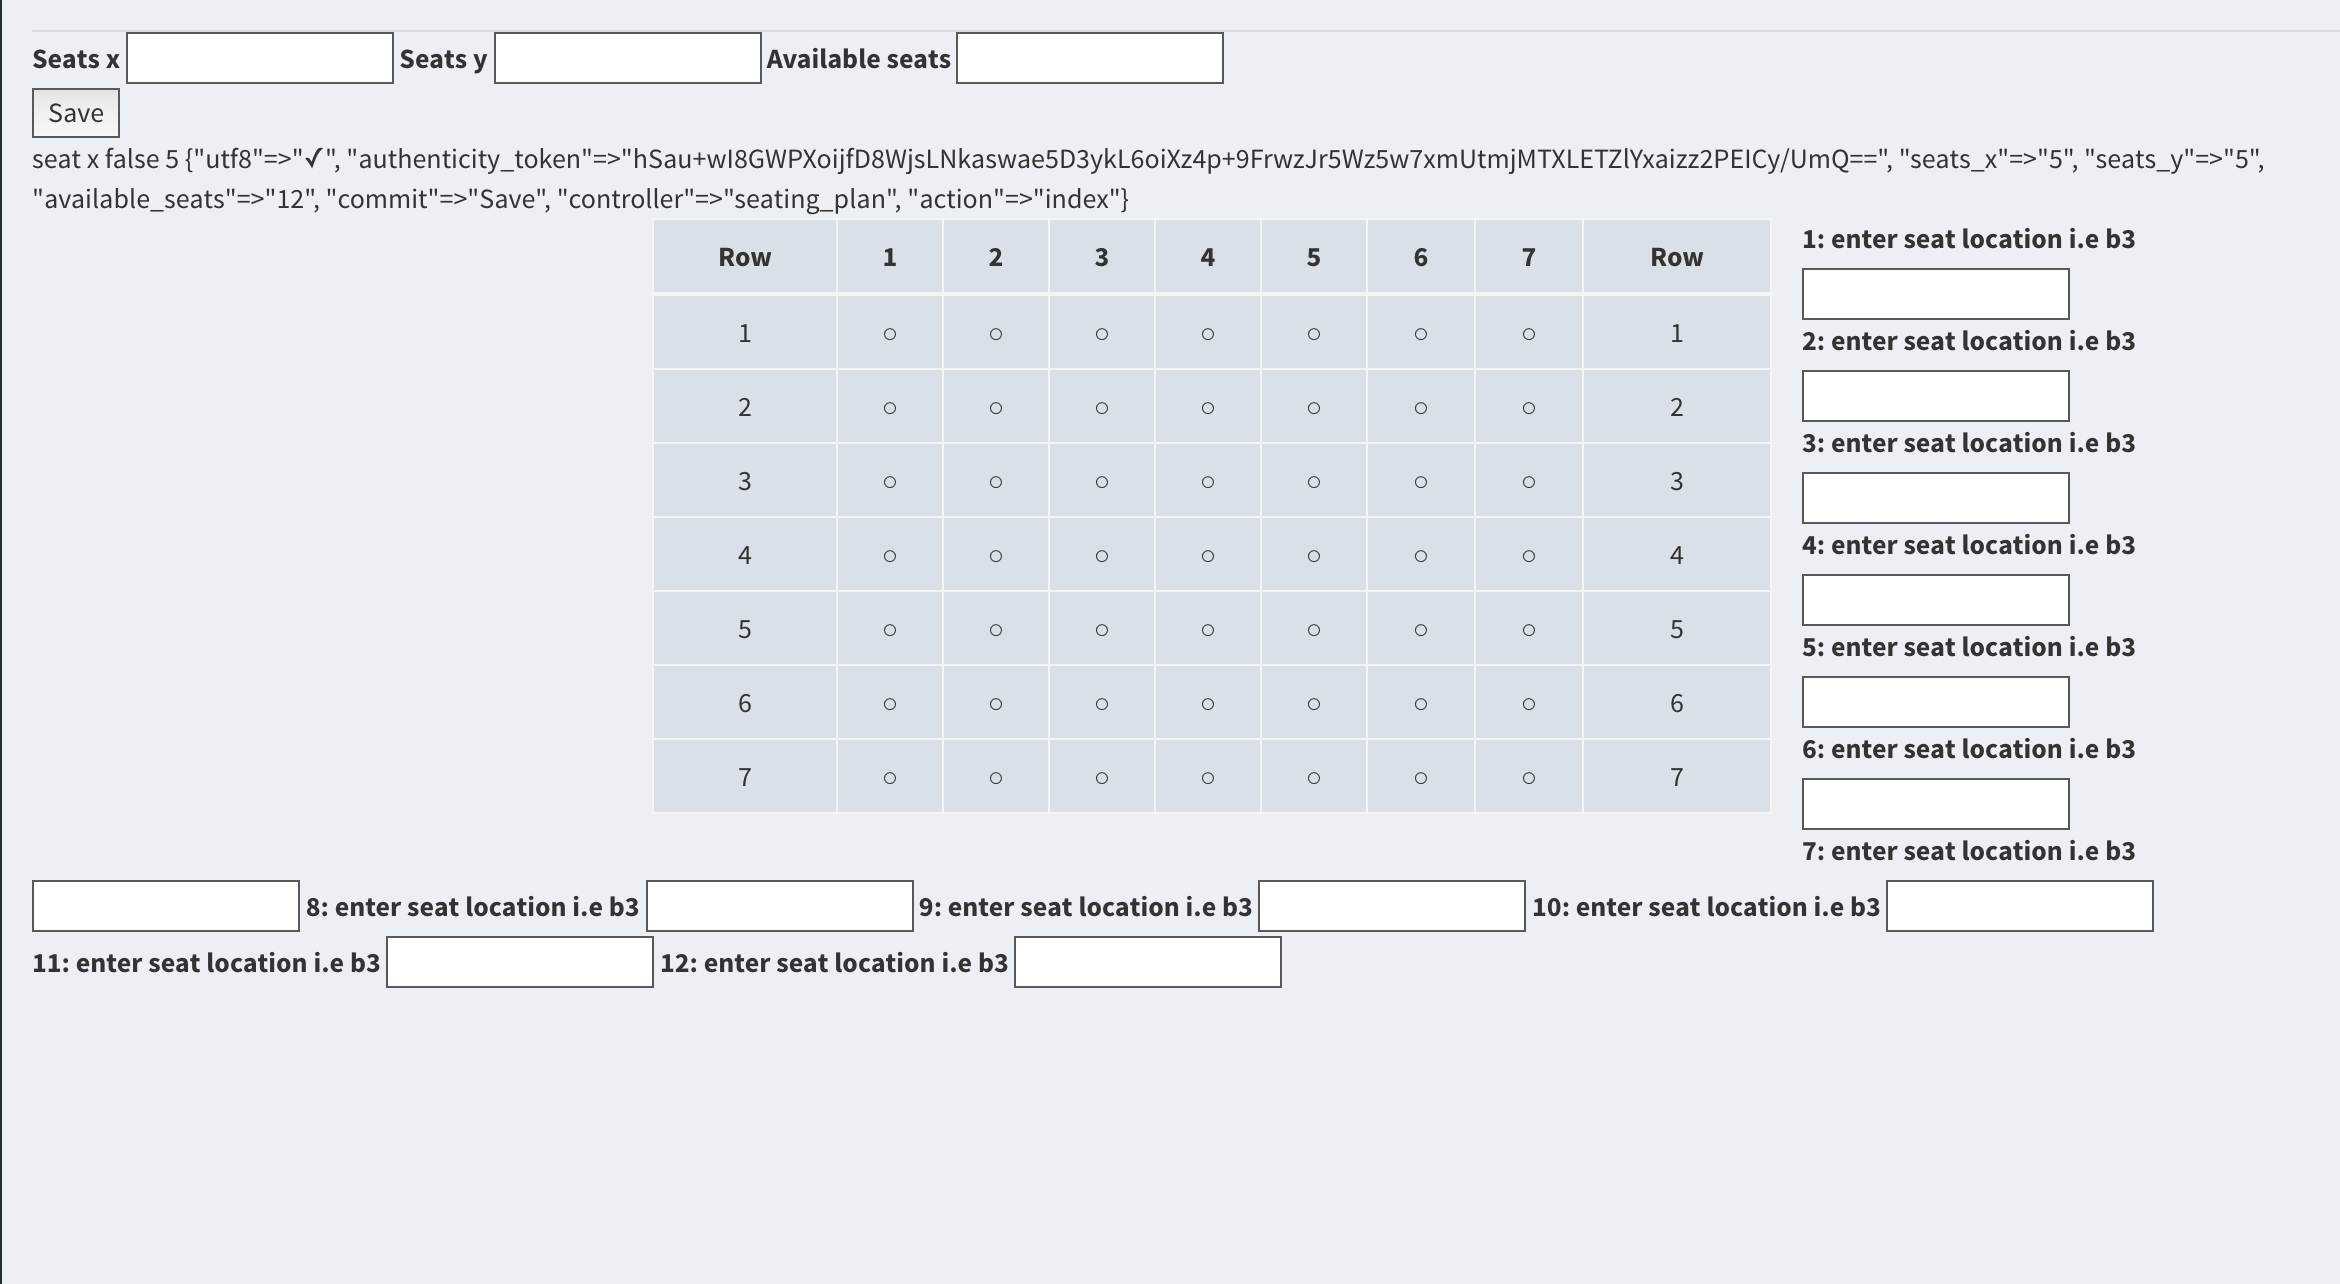 Seats x Seats y Available seats
Save
seat x false 5 {"utf8"=>"✓", "authenticity_token"=>"hSau+wI8GWPXoijfD8WjsLNkaswae5D3ykL6oiXz4p+9FrwzJr5Wz5w7xmUtmjMTXLETZlYxaizz2PEICy/UmQ==", "seats_x"=>"5", "seats_y"=>"5",
"available_seats"=>"12", "commit"=>"Save", "controller"=>"seating_plan", "action"=>"index"}
Row 1 2 3 4 5 6 7 Row
1 ○ ○ ○ ○ ○ ○ ○ 1
2 ○ ○ ○ ○ ○ ○ ○ 2
3 ○ ○ ○ ○ ○ ○ ○ 3
4 ○ ○ ○ ○ ○ ○ ○ 4
5 ○ ○ ○ ○ ○ ○ ○ 5
6 ○ ○ ○ ○ ○ ○ ○ 6
7 ○ ○ ○ ○ ○ ○ ○ 7
1: enter seat location i.e b3
2: enter seat location i.e b3
3: enter seat location i.e b3
4: enter seat location i.e b3
5: enter seat location i.e b3
6: enter seat location i.e b3
7: enter seat location i.e b3
8: enter seat location i.e b3 9: enter seat location i.e b3 10: enter seat location i.e b3
11: enter seat location i.e b3 12: enter seat location i.e b3